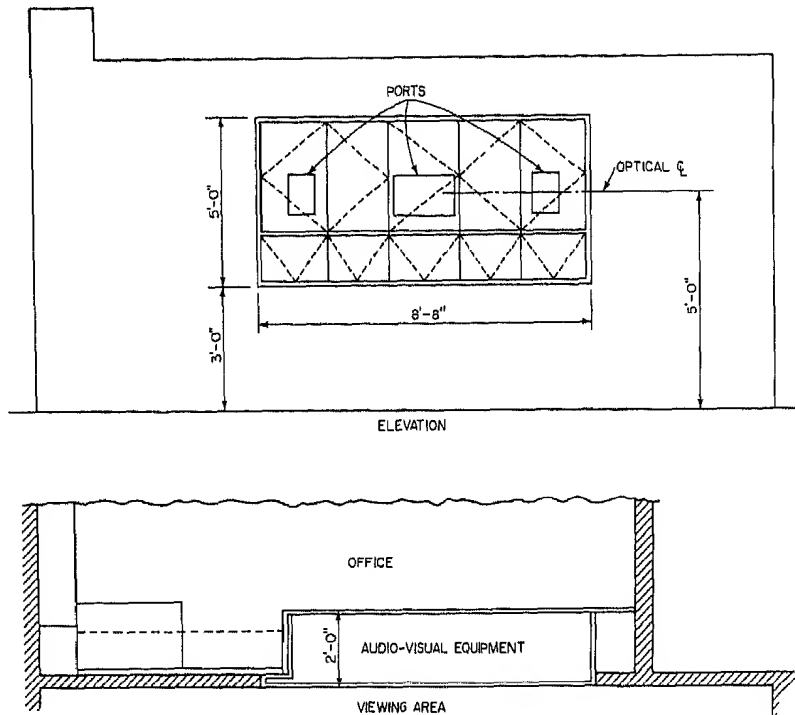 PORTS
OPTICAL ℄
5'-0"
5'-0"
8'-8"
3'-0"
ELEVATION
OFFICE
2'-0"
AUDIO-VISUAL EQUIPMENT
VIEWING AREA